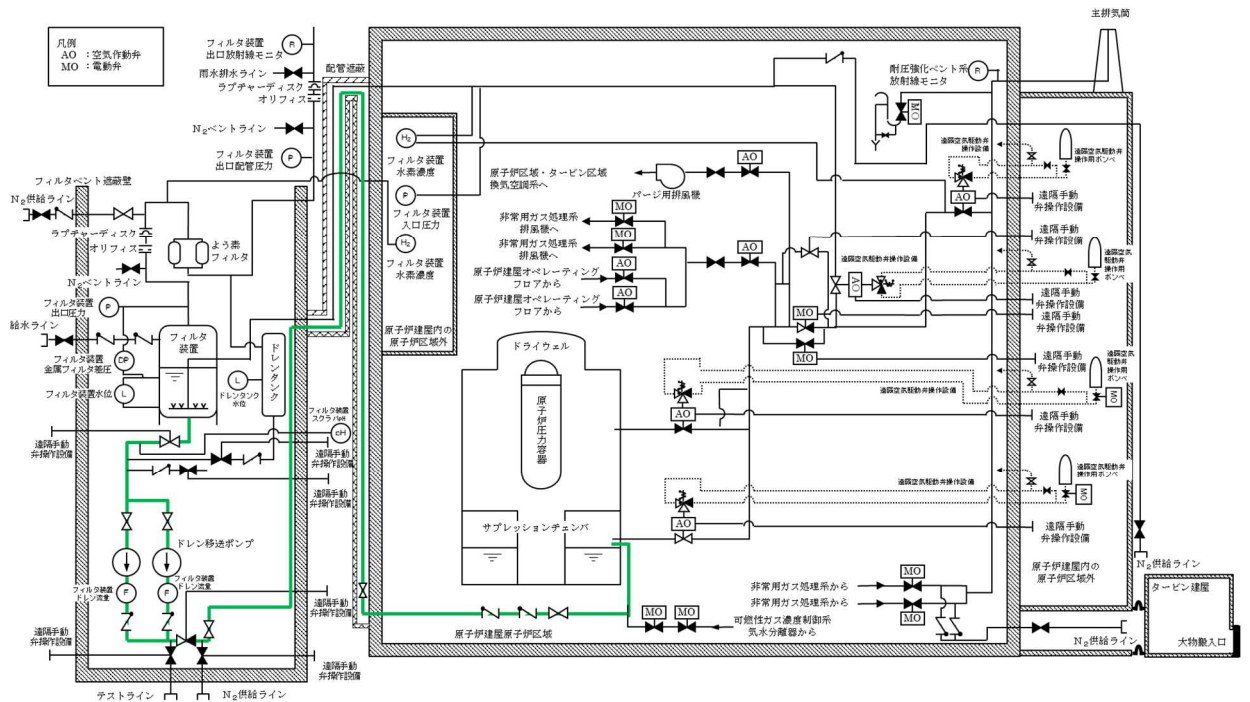 凡例
AO ：空気作動弁
MO ：電動弁
フィルタ装置
出口放射線モニタ
R
雨水排水ライン
ラプチャーディスク
オリフィス
N₂ベントライン
フィルタ装置
出口配管圧力
P
配管遮蔽
主排気筒
耐圧強化ベント系
放射線モニタ
R
MO
H₂
フィルタ装置
水素濃度
P
フィルタ装置
入口圧力
H₂
フィルタ装置
水素濃度
原子炉建屋内の
原子炉区域外
フィルタベント遮蔽壁
N₂供給ライン
ラプチャーディスク
オリフィス
よう素
フィルタ
N₂ベントライン
フィルタ装置
出口圧力
P
給水ライン
フィルタ
装置
フィルタ装置
金属フィルタ差圧
DP
フィルタ装置水位
L
ドレンタンク
L
ドレンタンク
水位
フィルタ装置
スクラバpH
pH
遠隔手動
弁操作設備
遠隔手動
弁操作設備
遠隔手動
弁操作設備
ドレン移送ポンプ
フィルタ装置
ドレン流量
F
フィルタ装置
ドレン流量
F
遠隔手動
弁操作設備
遠隔手動
弁操作設備
遠隔手動
弁操作設備
テストライン
N₂供給ライン
原子炉区域・タービン区域
換気空調系へ
パージ用排風機
AO
非常用ガス処理系
排風機へ
MO
非常用ガス処理系
排風機へ
MO
原子炉建屋オペレーティング
フロアから
AO
原子炉建屋オペレーティング
フロアから
AO
AO
MO
MO
ドライウェル
原子炉圧力容器
サプレッションチェンバ
遠隔空気駆動弁
操作設備
遠隔空気駆動弁
操作用ボンベ
AO
遠隔手動
弁操作設備
遠隔手動
弁操作設備
遠隔空気駆動弁操作設備
AO
遠隔空気駆動弁
操作用ボンベ
遠隔手動
弁操作設備
遠隔手動
弁操作設備
遠隔手動
弁操作設備
遠隔空気駆動弁
操作用ボンベ
遠隔空気駆動弁操作設備
MO
AO
遠隔手動
弁操作設備
遠隔空気駆動弁操作設備
遠隔空気駆動弁
操作用ボンベ
MO
AO
遠隔手動
弁操作設備
N₂供給ライン
原子炉建屋内の
原子炉区域外
非常用ガス処理系から
MO
非常用ガス処理系から
MO
MO
MO
可燃性ガス濃度制御系
気水分離器から
原子炉建屋原子炉区域
N₂供給ライン
タービン建屋
大物搬入口